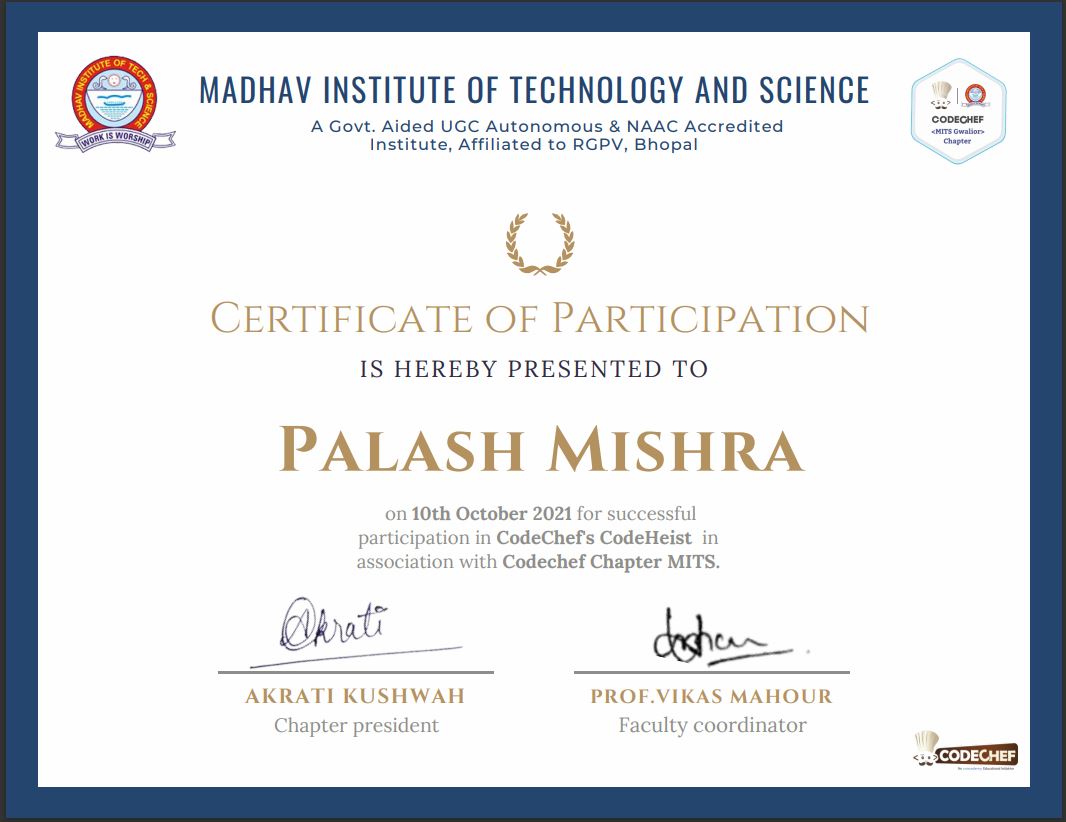 MADHAV INSTITUTE OF TECH & SCIENCE
WORK IS WORSHIP
MADHAV INSTITUTE OF TECHNOLOGY AND SCIENCE
A Govt. Aided UGC Autonomous & NAAC Accredited
Institute, Affiliated to RGPV, Bhopal
CODECHEF
<MITS Gwalior>
Chapter
CERTIFICATE OF PARTICIPATION
IS HEREBY PRESENTED TO
PALASH MISHRA
on 10th October 2021 for successful
participation in CodeChef's CodeHeist in
association with Codechef Chapter MITS.
Akrati
AKRATI KUSHWAH
Chapter president
PROF.VIKAS MAHOUR
Faculty coordinator
CODECHEF